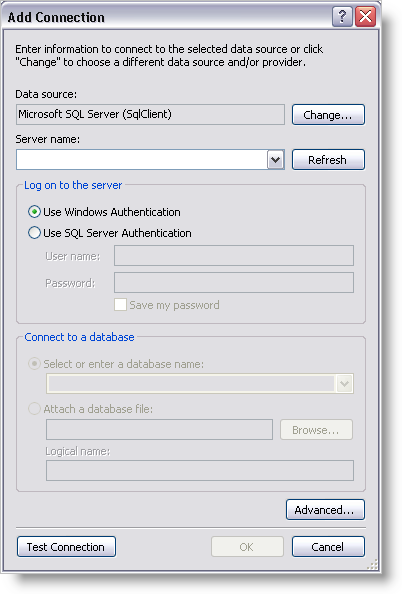 Add Connection
Enter information to connect to the selected data source or click
"Change" to choose a different data source and/or provider.
Data source:
Microsoft SQL Server (SqlClient)
Change...
Server name:
Refresh
Log on to the server
Use Windows Authentication
Use SQL Server Authentication
User name:
Password:
Save my password
Connect to a database
Select or enter a database name:
Attach a database file:
Browse...
Logical name:
Advanced...
Test Connection
OK
Cancel